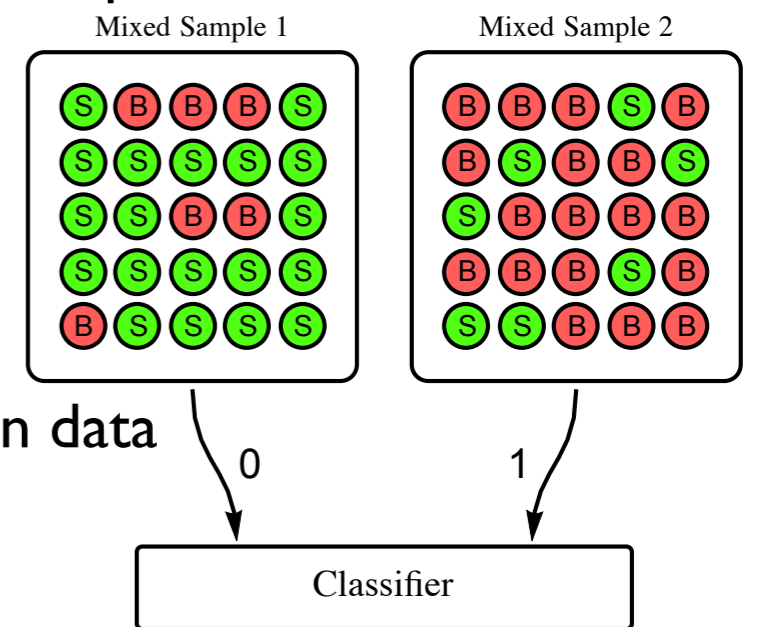 Mixed Sample 1 Mixed Sample 2
S B B B S B B B S B
S S S S S B S B B S
S S B B S S B B B B
S S S S S B B B S B
B S S S S S S B B B
n data
0 1
Classifier